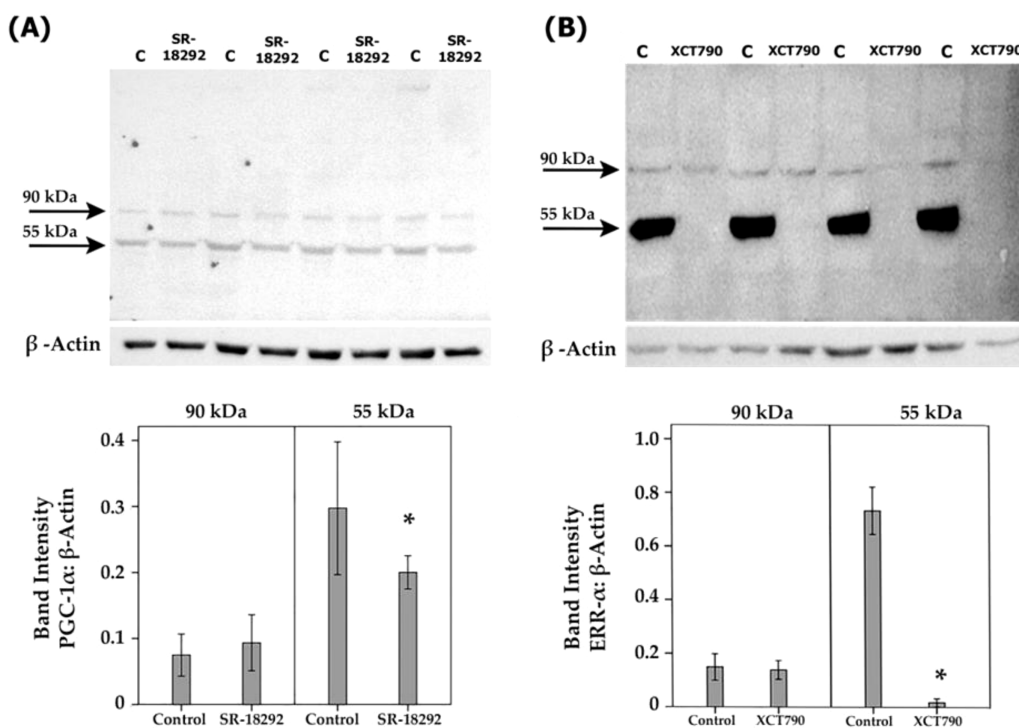 (A)
C SR-18292 C SR-18292 C SR-18292 C SR-18292
90 kDa
55 kDa
β -Actin
90 kDa 55 kDa
Band Intensity
PGC-1α: β-Actin
0.4
0.3
0.2
0.1
0
*
Control SR-18292 Control SR-18292
(B)
C XCT790 C XCT790 C XCT790 C XCT790
90 kDa
55 kDa
β -Actin
90 kDa 55 kDa
Band Intensity
ERR-α: β-Actin
1.0
0.8
0.6
0.4
0.2
0
*
Control XCT790 Control XCT790